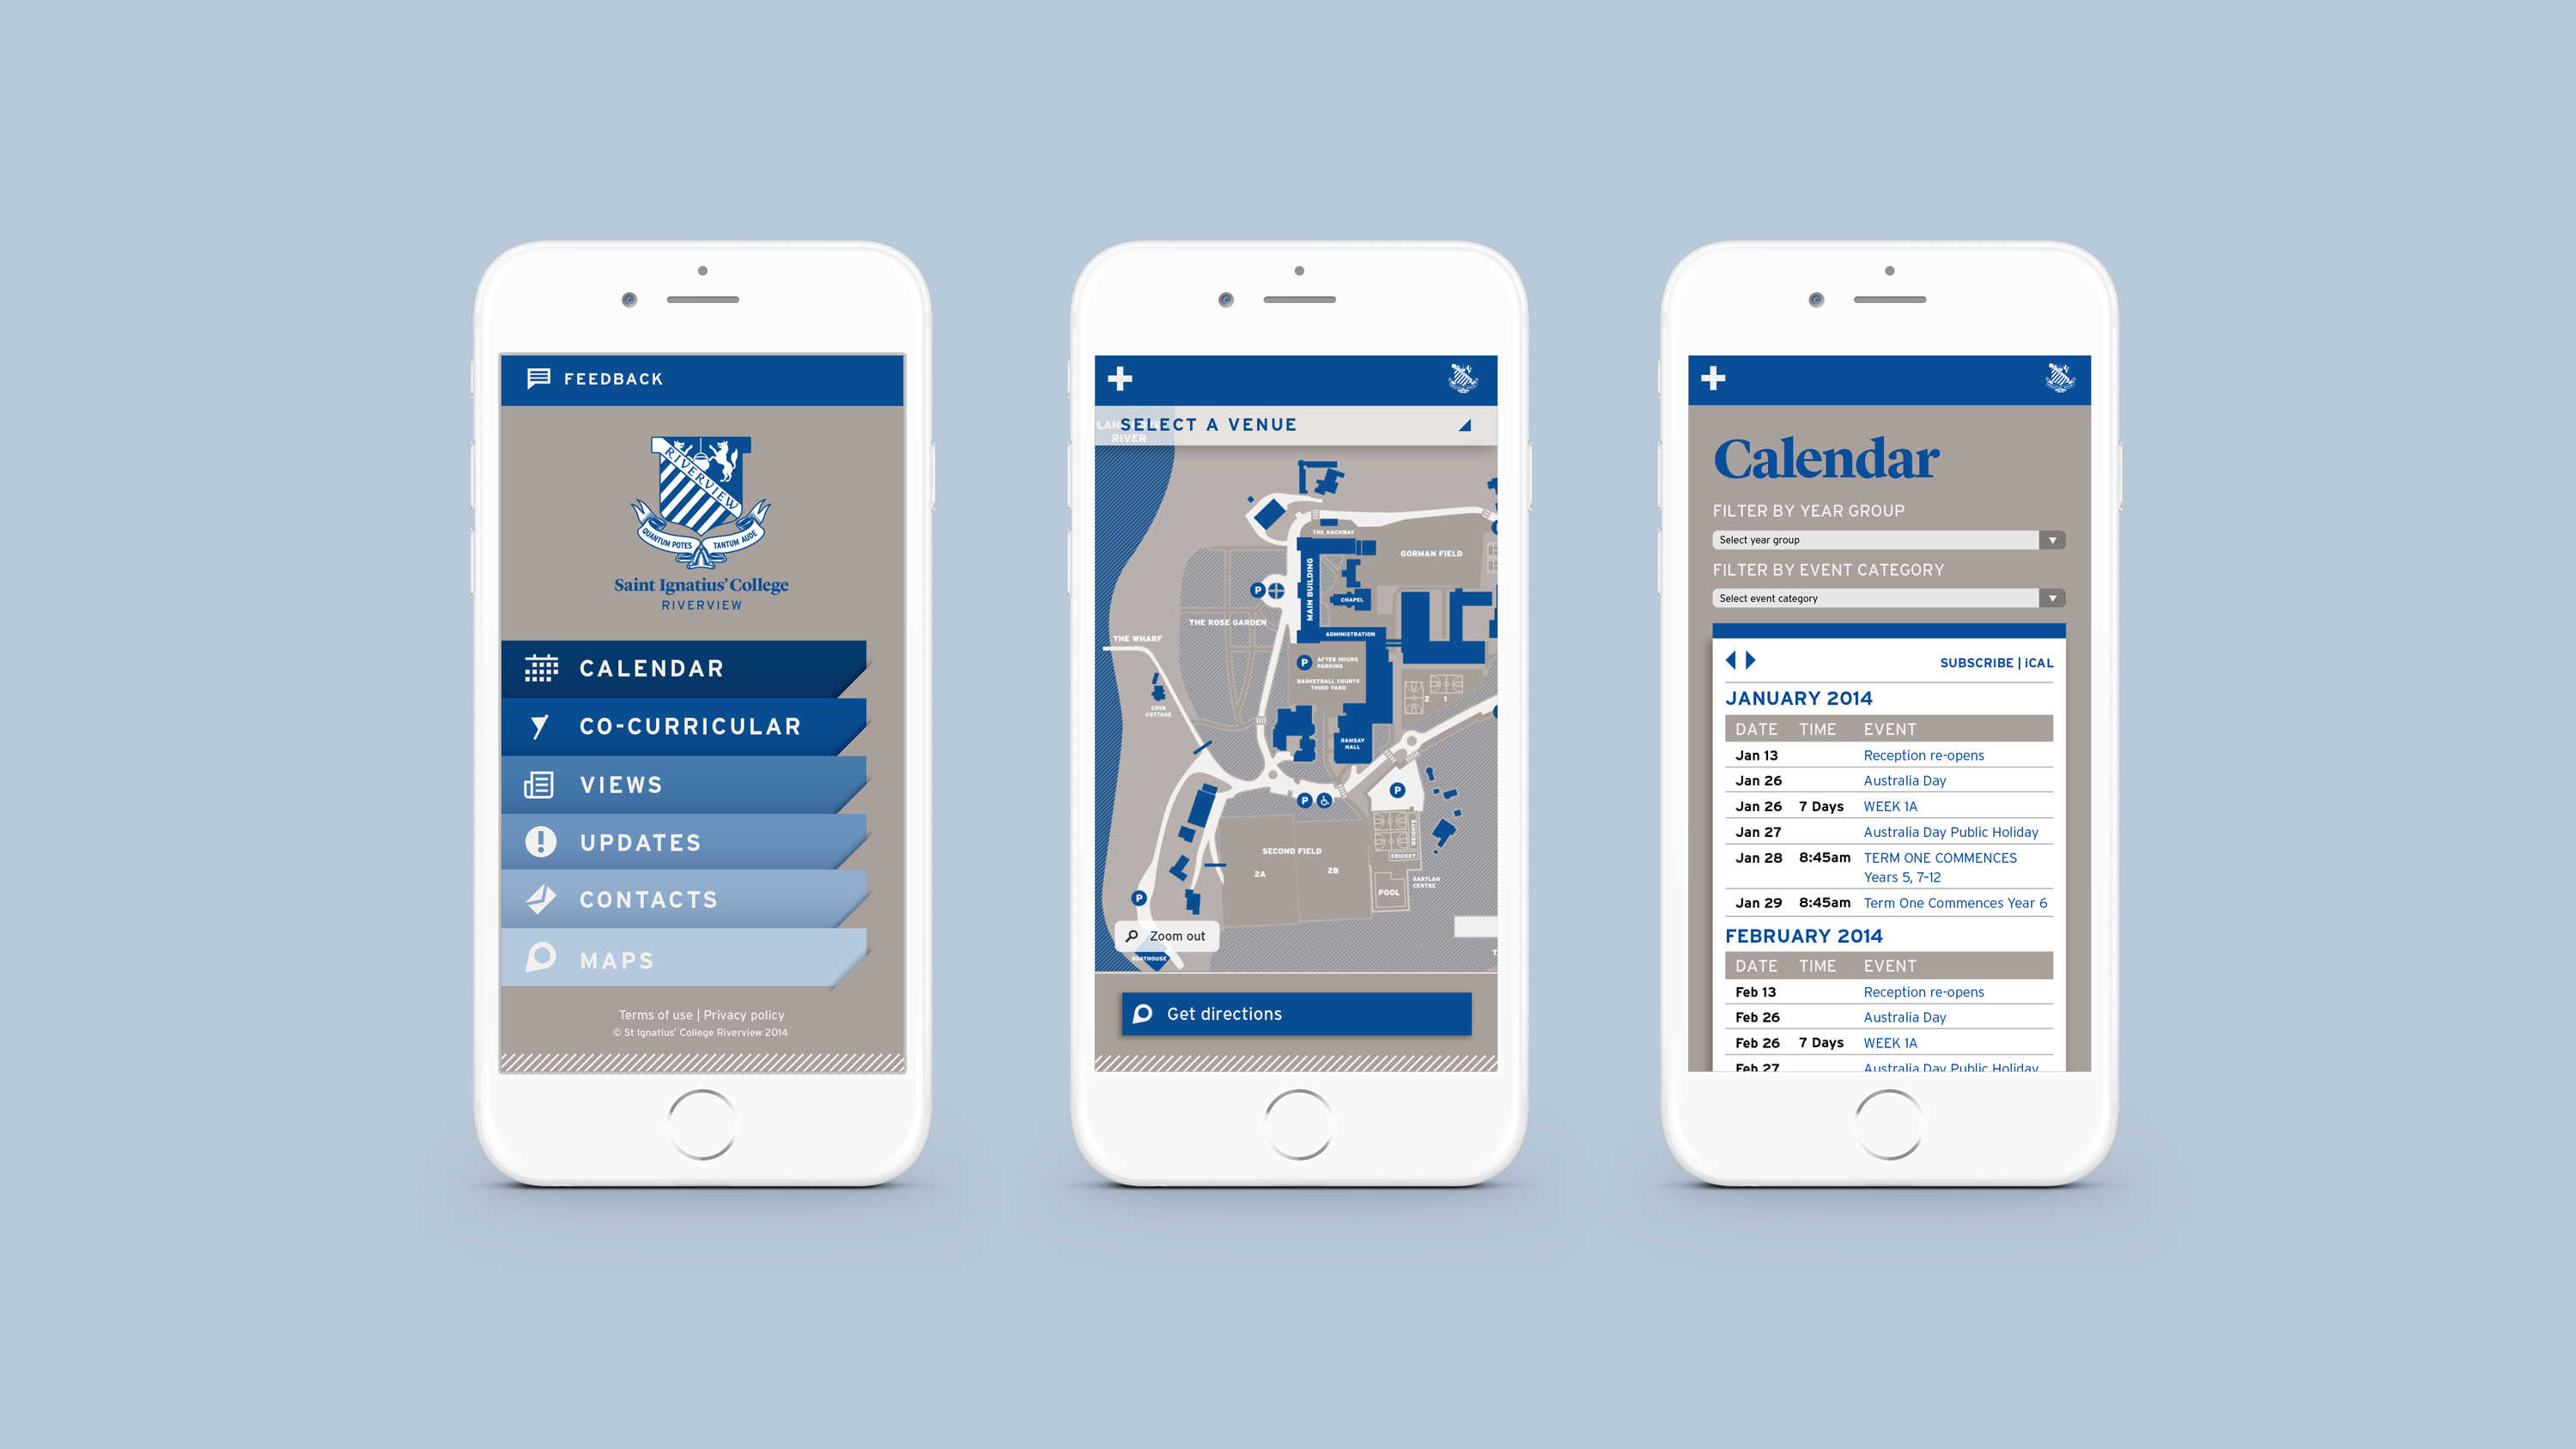 FEEDBACK
RIVERVIEW
QUANTUM POTES TANTUM AUDE
Saint Ignatius' College
RIVERVIEW
CALENDAR
CO-CURRICULAR
VIEWS
UPDATES
CONTACTS
MAPS
Terms of use | Privacy policy
© St Ignatius' College Riverview 2014
SELECT A VENUE
RIVER
THE ARCHWAY
GORMAN FIELD
MAIN BUILDING
P
CHAPEL
THE ROSE GARDEN
ADMINISTRATION
THE WHARF
P
AFTER HOURS
PARKING
BASKETBALL COURTS
THIRD YARD
2 1
COVA
COTTAGE
RAMSAY
HALL
P
P
WEIGHTS
SECOND FIELD
CRICKET
2A
2B
GARTLAN
CENTRE
POOL
P
Zoom out
BOATHOUSE
Get directions
Calendar
FILTER BY YEAR GROUP
Select year group
FILTER BY EVENT CATEGORY
Select event category
SUBSCRIBE | iCAL
JANUARY 2014
DATE TIME EVENT
Jan 13 Reception re-opens
Jan 26 Australia Day
Jan 26 7 Days WEEK 1A
Jan 27 Australia Day Public Holiday
Jan 28 8:45am TERM ONE COMMENCES
Years 5, 7-12
Jan 29 8:45am Term One Commences Year 6
FEBRUARY 2014
DATE TIME EVENT
Feb 13 Reception re-opens
Feb 26 Australia Day
Feb 26 7 Days WEEK 1A
Feb 27 Australia Day Public Holiday